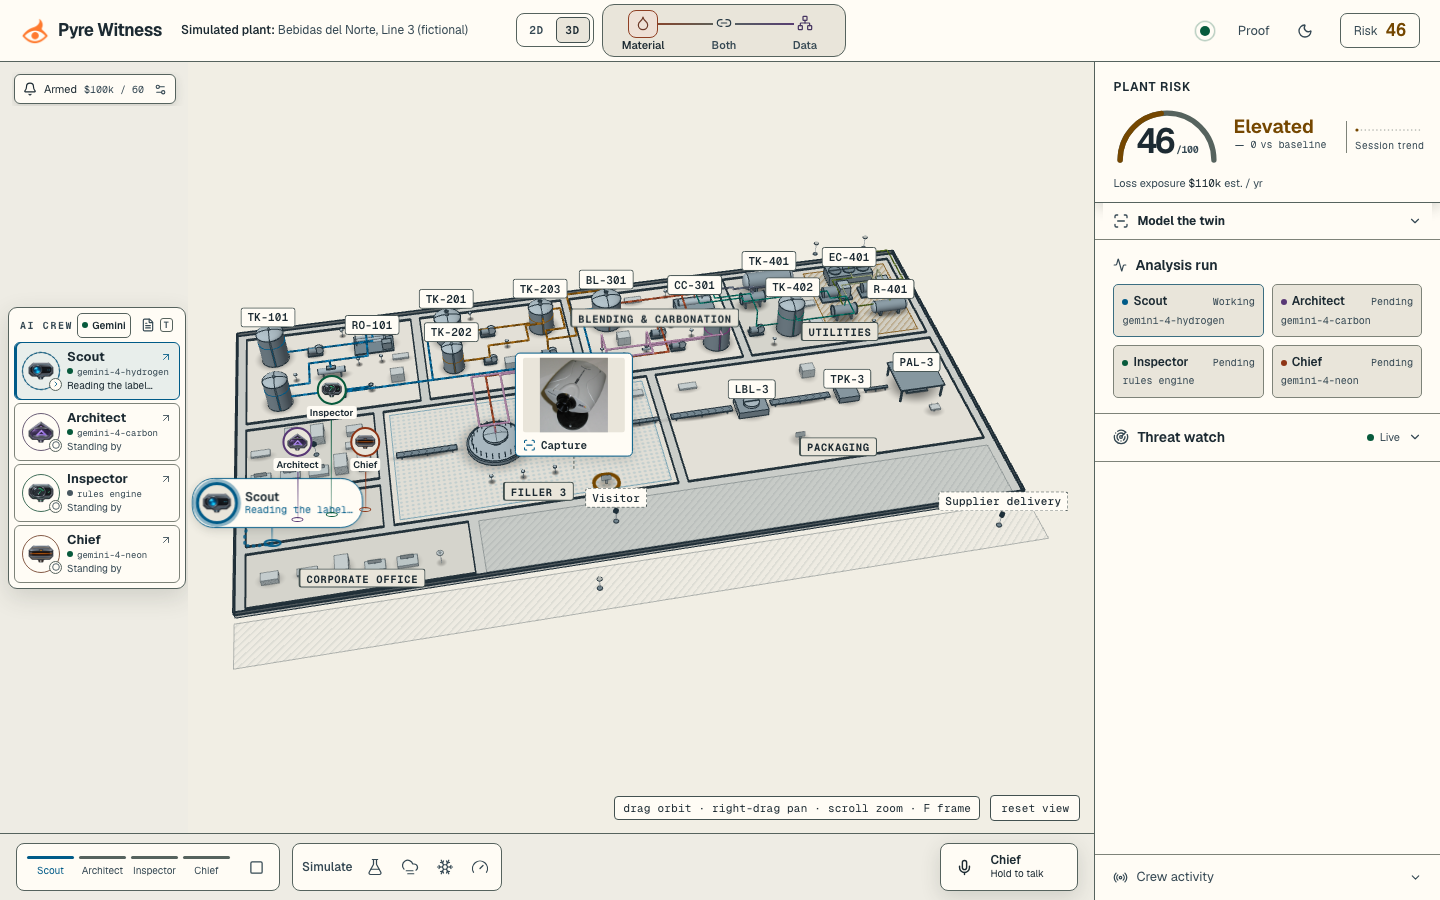 Pyre Witness
Simulated plant: Bebidas del Norte, Line 3 (fictional)
2D 3D
Material Both Data
Proof
Risk 46
Armed $100k / 60
AI CREW Gemini T
Scout
gemini-4-hydrogen
Reading the label…
Architect
gemini-4-carbon
Standing by
Inspector
rules engine
Standing by
Chief
gemini-4-neon
Standing by
TK-101
RO-101
TK-201
TK-202
TK-203
BL-301
CC-301
TK-401
EC-401
TK-402
R-401
BLENDING & CARBONATION
UTILITIES
PAL-3
TPK-3
LBL-3
PACKAGING
Inspector
Architect
Chief
Scout
Reading the label…
Capture
FILLER 3
Visitor
Supplier delivery
CORPORATE OFFICE
drag orbit · right-drag pan · scroll zoom · F frame
reset view
Scout Architect Inspector Chief
Simulate
Chief
Hold to talk
PLANT RISK
46 /100
Elevated
— 0 vs baseline
Session trend
Loss exposure $110k est. / yr
Model the twin
Analysis run
Scout Working
gemini-4-hydrogen
Architect Pending
gemini-4-carbon
Inspector Pending
rules engine
Chief Pending
gemini-4-neon
Threat watch Live
Crew activity